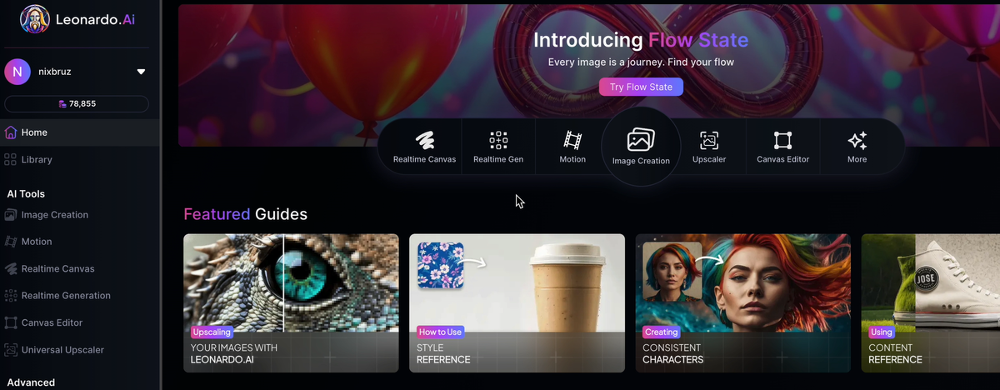 Leonardo.Ai
N
nixbruz
78,855
Home
Library
AI Tools
Image Creation
Motion
Realtime Canvas
Realtime Generation
Canvas Editor
Universal Upscaler
Advanced
Introducing Flow State
Every image is a journey. Find your flow
Try Flow State
Realtime Canvas
Realtime Gen
Motion
Image Creation
Upscaler
Canvas Editor
More
Featured Guides
Upscaling
YOUR IMAGES WITH
LEONARDO.AI
How to Use
STYLE
REFERENCE
Creating
CONSISTENT
CHARACTERS
JOSE
Using
CONTENT
REFERENCE